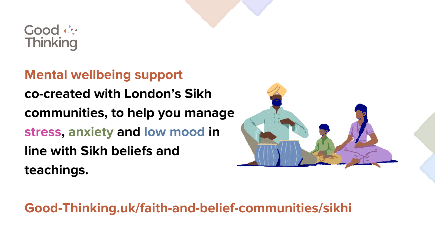 Good
Thinking
Mental wellbeing support
co-created with London's Sikh
communities, to help you manage
stress, anxiety and low mood in
line with Sikh beliefs and
teachings.
Good-Thinking.uk/faith-and-belief-communities/sikhi